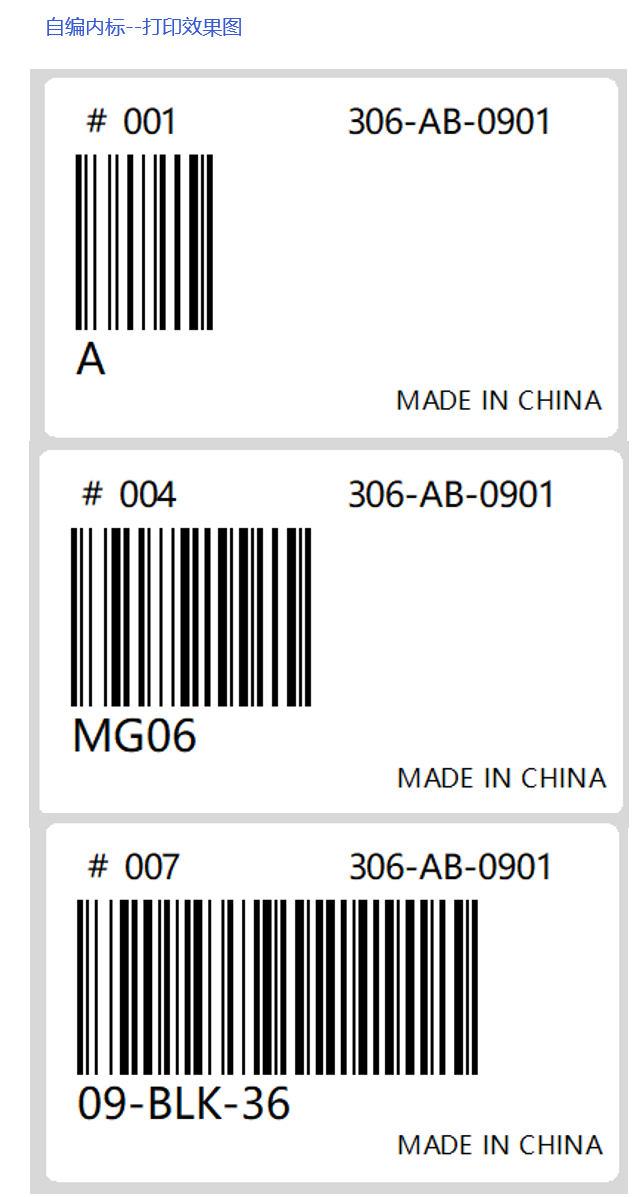 自编内标--打印效果图
# 001 306-AB-0901
A
MADE IN CHINA
# 004 306-AB-0901
MG06
MADE IN CHINA
# 007 306-AB-0901
09-BLK-36
MADE IN CHINA